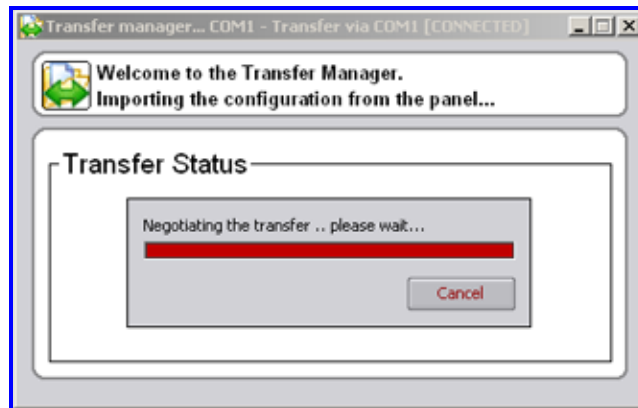 Transfer manager... COM1 - Transfer via COM1 [CONNECTED]
Welcome to the Transfer Manager.
Importing the configuration from the panel...
Transfer Status
Negotiating the transfer .. please wait...
Cancel